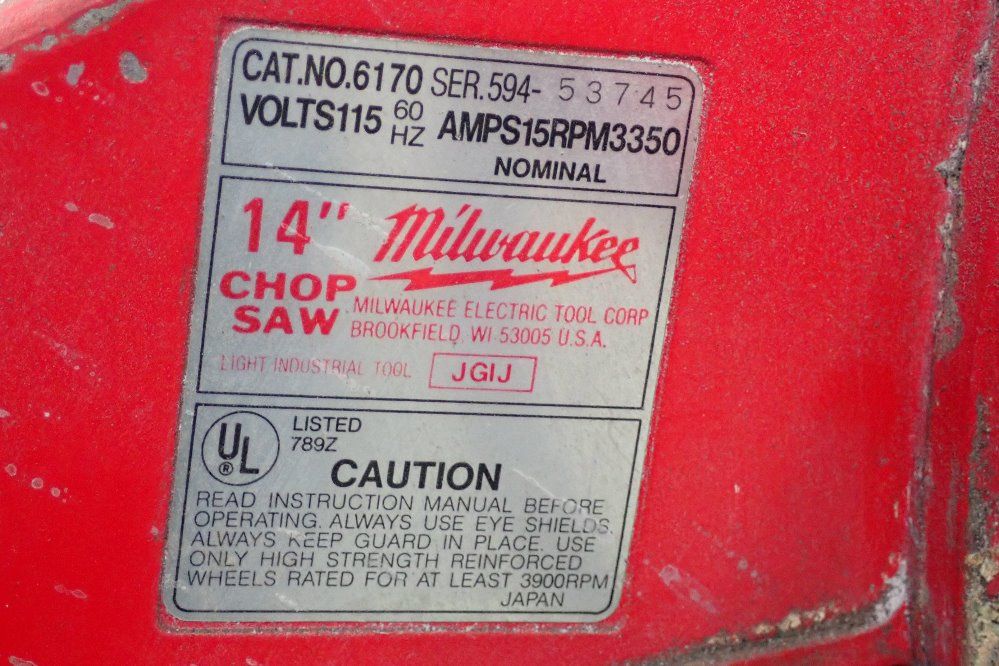 CAT.NO.6170 SER.594- 53745
VOLTS115 60 HZ AMPS15RPM3350
NOMINAL
14" Milwaukee
CHOP SAW
MILWAUKEE ELECTRIC TOOL CORP
BROOKFIELD, WI 53005 U.S.A.
LIGHT INDUSTRIAL TOOL JGIJ
UL ® LISTED
789Z
CAUTION
READ INSTRUCTION MANUAL BEFORE
OPERATING. ALWAYS USE EYE SHIELDS.
ALWAYS KEEP GUARD IN PLACE. USE
ONLY HIGH STRENGTH REINFORCED
WHEELS RATED FOR AT LEAST 3900RPM
JAPAN